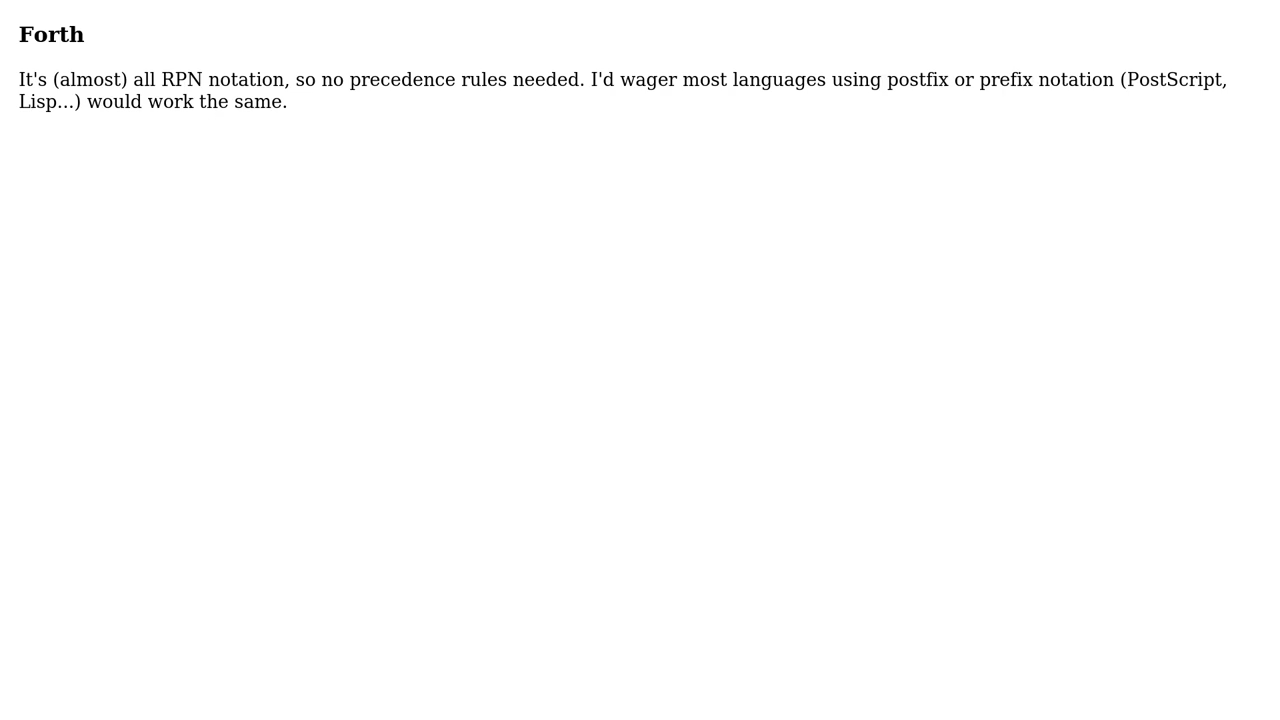 Forth
It's (almost) all RPN notation, so no precedence rules needed. I'd wager most languages using postfix or prefix notation (PostScript,
Lisp...) would work the same.